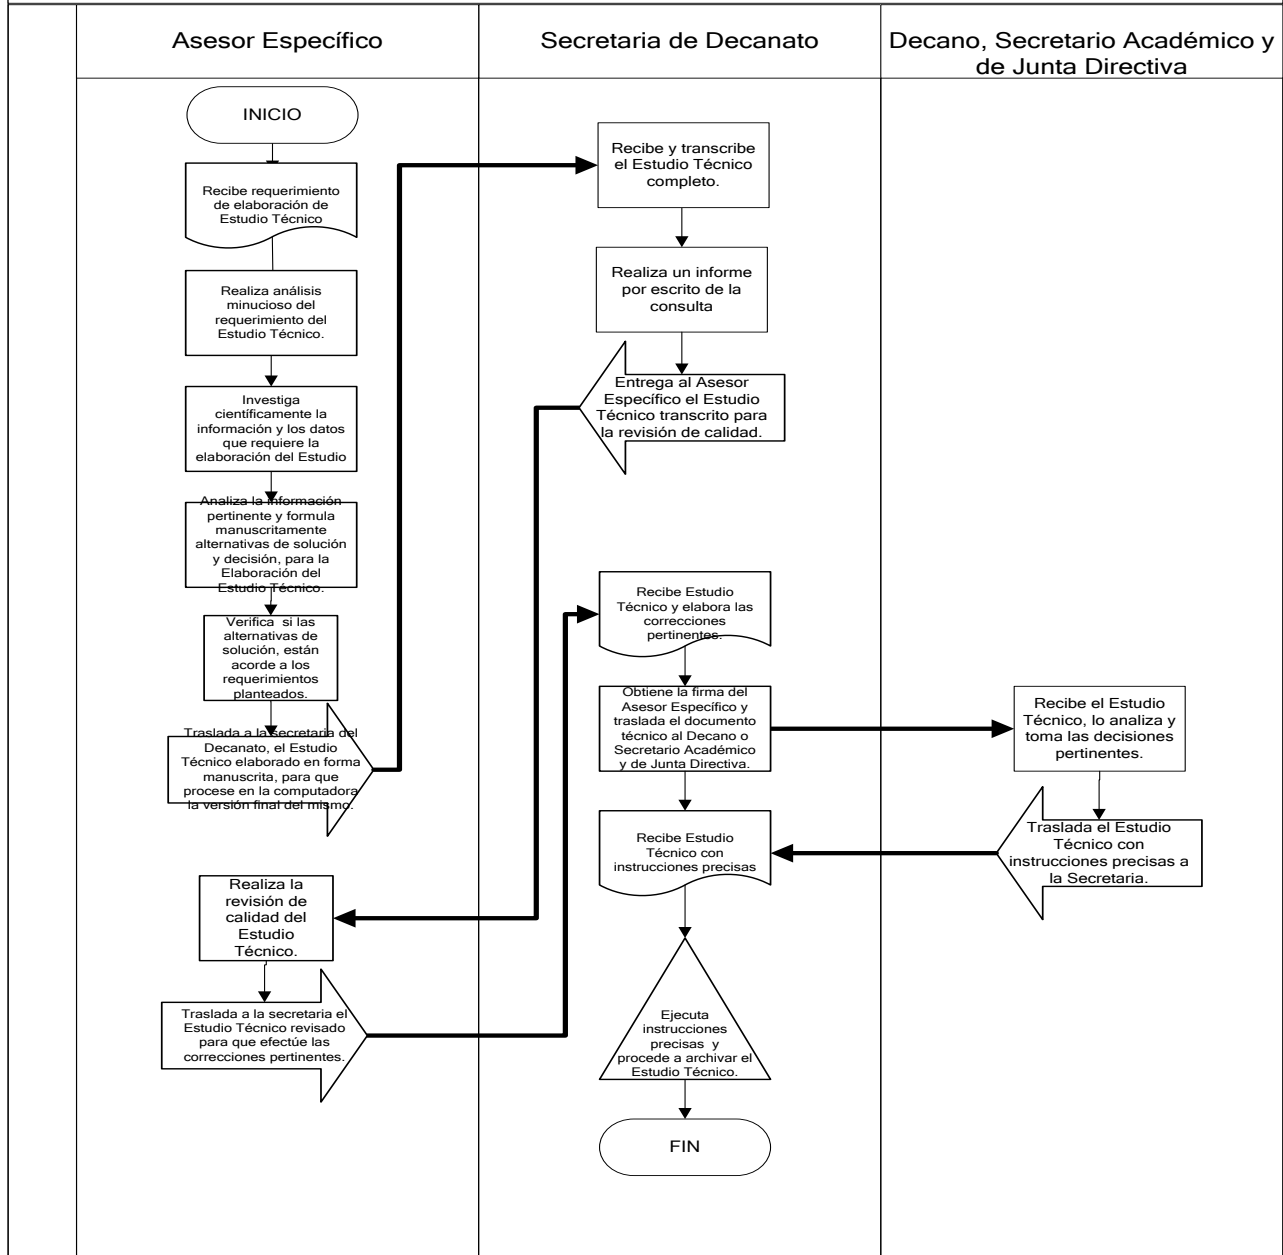 Asesor Específico
Secretaria de Decanato
Decano, Secretario Académico y
de Junta Directiva
INICIO
Recibe requerimiento
de elaboración de
Estudio Técnico
Realiza análisis
minucioso del
requerimiento del
Estudio Técnico.
Investiga
científicamente la
información y los datos
que requiere la
elaboración del Estudio
Analiza la información
pertinente y formula
manuscritamente
alternativas de solución
y decisión, para la
Elaboración del
Estudio Técnico.
Verifica si las
alternativas de
solución, están
acorde a los
requerimientos
planteados.
Traslada a la secretaria del
Decanato, el Estudio
Técnico elaborado en forma
manuscrita, para que
procese en la computadora
la versión final del mismo.
Recibe y transcribe
el Estudio Técnico
completo.
Realiza un informe
por escrito de la
consulta
Entrega al Asesor
Específico el Estudio
Técnico transcrito para
la revisión de calidad.
Realiza la
revisión de
calidad del
Estudio
Técnico.
Traslada a la secretaria el
Estudio Técnico revisado
para que efectúe las
correcciones pertinentes.
Recibe Estudio
Técnico y elabora las
correcciones
pertinentes.
Obtiene la firma del
Asesor Específico y
traslada el documento
técnico al Decano o
Secretario Académico
y de Junta Directiva.
Recibe el Estudio
Técnico, lo analiza y
toma las decisiones
pertinentes.
Traslada el Estudio
Técnico con
instrucciones precisas a
la Secretaria.
Recibe Estudio
Técnico con
instrucciones precisas
Ejecuta
instrucciones
precisas y
procede a archivar el
Estudio Técnico.
FIN